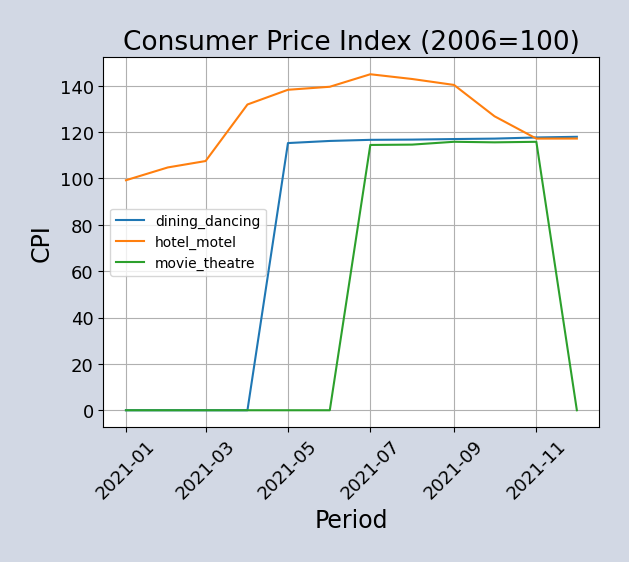 Consumer Price Index (2006=100)
140
120
100
80
60
40
20
0
CPI
dining_dancing
hotel_motel
movie_theatre
2021-01
2021-03
2021-05
2021-07
2021-09
2021-11
Period